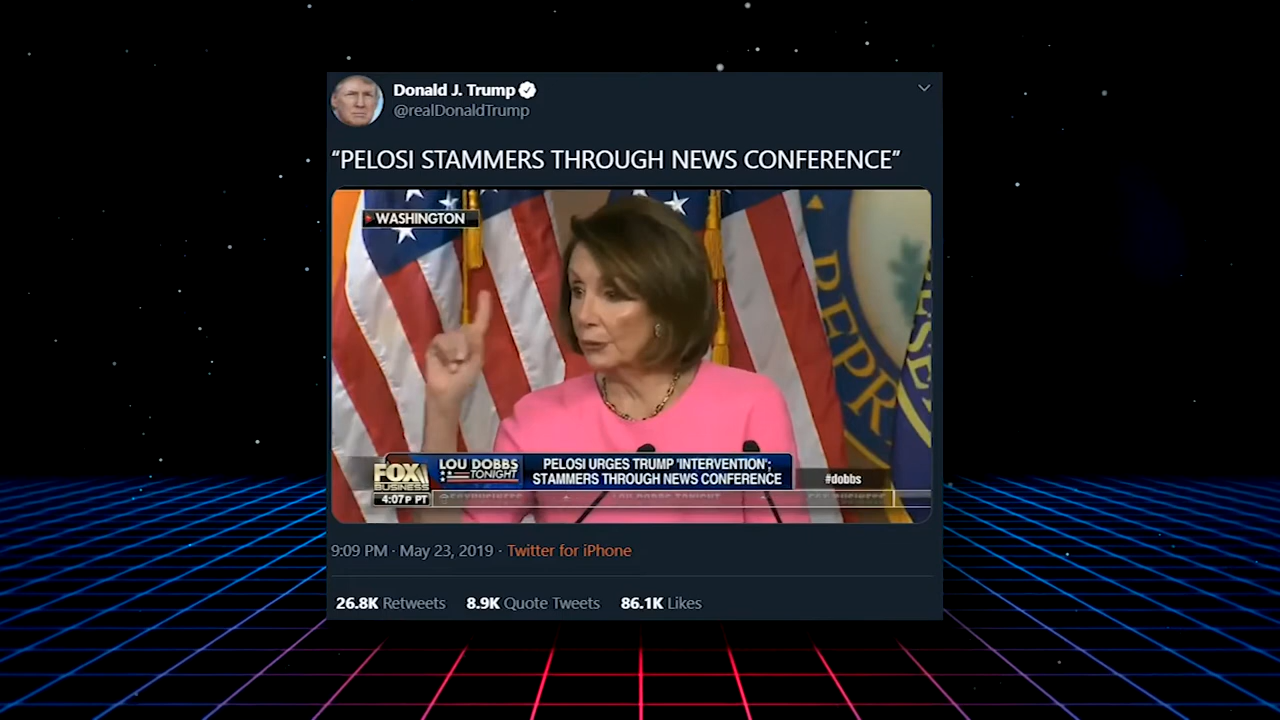 Donald J. Trump
@realDonaldTrump
“PELOSI STAMMERS THROUGH NEWS CONFERENCE”
WASHINGTON
REPR
FOX
BUSINESS
4:07P PT
LOU DOBBS
TONIGHT
PELOSI URGES TRUMP 'INTERVENTION';
STAMMERS THROUGH NEWS CONFERENCE
#dobbs
9:09 PM · May 23, 2019 · Twitter for iPhone
26.8K Retweets 8.9K Quote Tweets 86.1K Likes